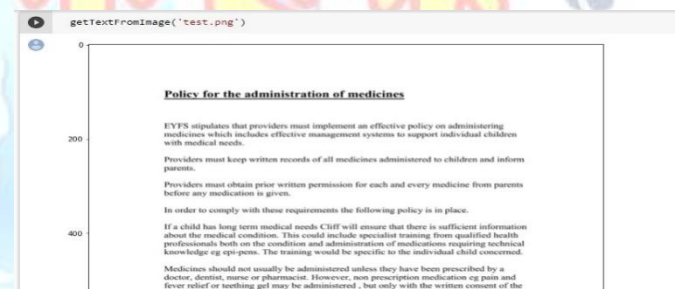 getTextFromImage('test.png')
0
Policy for the administration of medicines
EYFS stipulates that providers must implement an effective policy on administering
medicines which includes effective management systems to support individual children
with medical needs.
200
Providers must keep written records of all medicines administered to children and inform
parents.
Providers must obtain prior written permission for each and every medicine from parents
before any medication is given.
In order to comply with these requirements the following policy is in place.
If a child has long term medical needs Cliff will ensure that there is sufficient information
400
about the medical condition. This could include specialist training from qualified health
professionals both on the condition and administration of medications requiring technical
knowledge eg epi-pens. The training would be specific to the individual child concerned.
Medicines should not usually be administered unless they have been prescribed by a
doctor, dentist, nurse or pharmacist. However, non prescription medication eg pain and
fever relief or teething gel may be administered , but only with the written consent of the